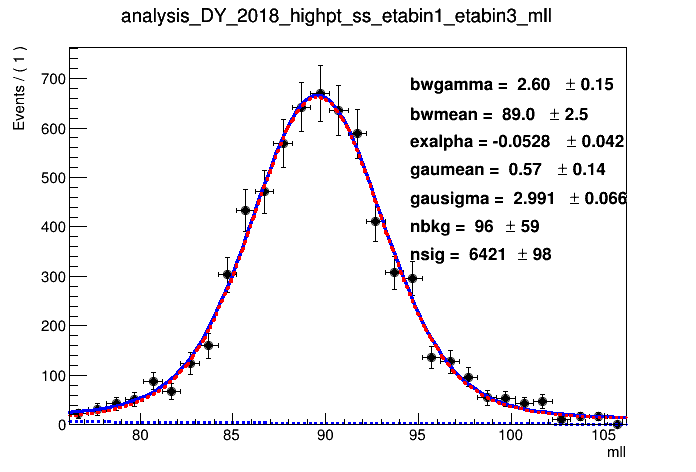 analysis_DY_2018_highpt_ss_etabin1_etabin3_mll
Events / ( 1 )
700
600
500
400
300
200
100
0
bwgamma = 2.60 ± 0.15
bwmean = 89.0 ± 2.5
exalpha = -0.0528 ± 0.042
gaumean = 0.57 ± 0.14
gausigma = 2.991 ± 0.066
nbkg = 96 ± 59
nsig = 6421 ± 98
80 85 90 95 100 105
mll